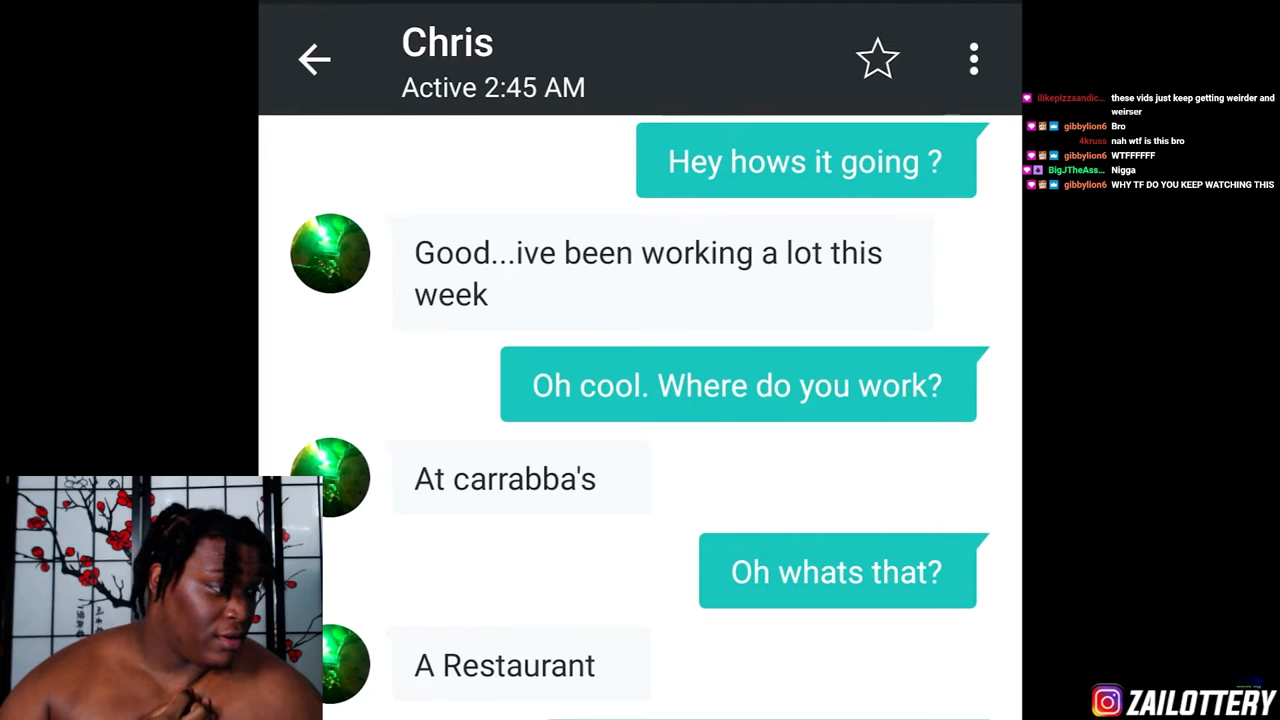 Chris
Active 2:45 AM
Hey hows it going ?
Good...ive been working a lot this
week
Oh cool. Where do you work?
At carrabba's
Oh whats that?
A Restaurant
ilikepizzaandic... these vids just keep getting weirder and
weirser
gibbylion6 Bro
4kruss nah wtf is this bro
gibbylion6 WTFFFFFF
BigJTheAss... Nigga
gibbylion6 WHY TF DO YOU KEEP WATCHING THIS
ZAILOTTERY